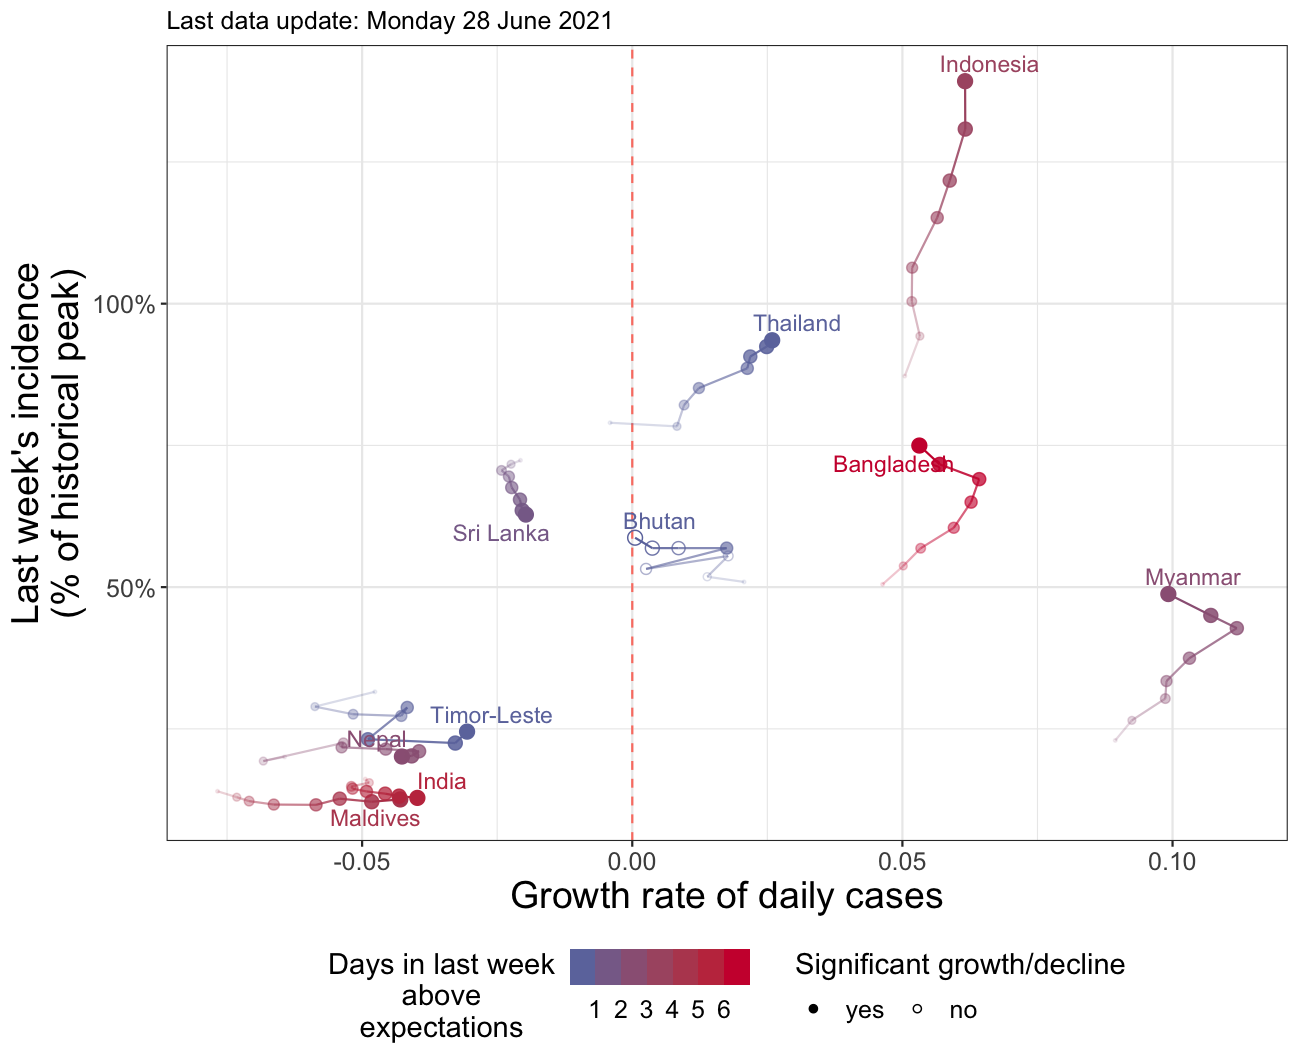 Last data update: Monday 28 June 2021
Last week's incidence
(% of historical peak)
100%
50%
Indonesia
Thailand
Bangladesh
Sri Lanka
Bhutan
Myanmar
Timor-Leste
Nepal
India
Maldives
-0.05 0.00 0.05 0.10
Growth rate of daily cases
Days in last week
above
expectations
1 2 3 4 5 6
Significant growth/decline
yes no